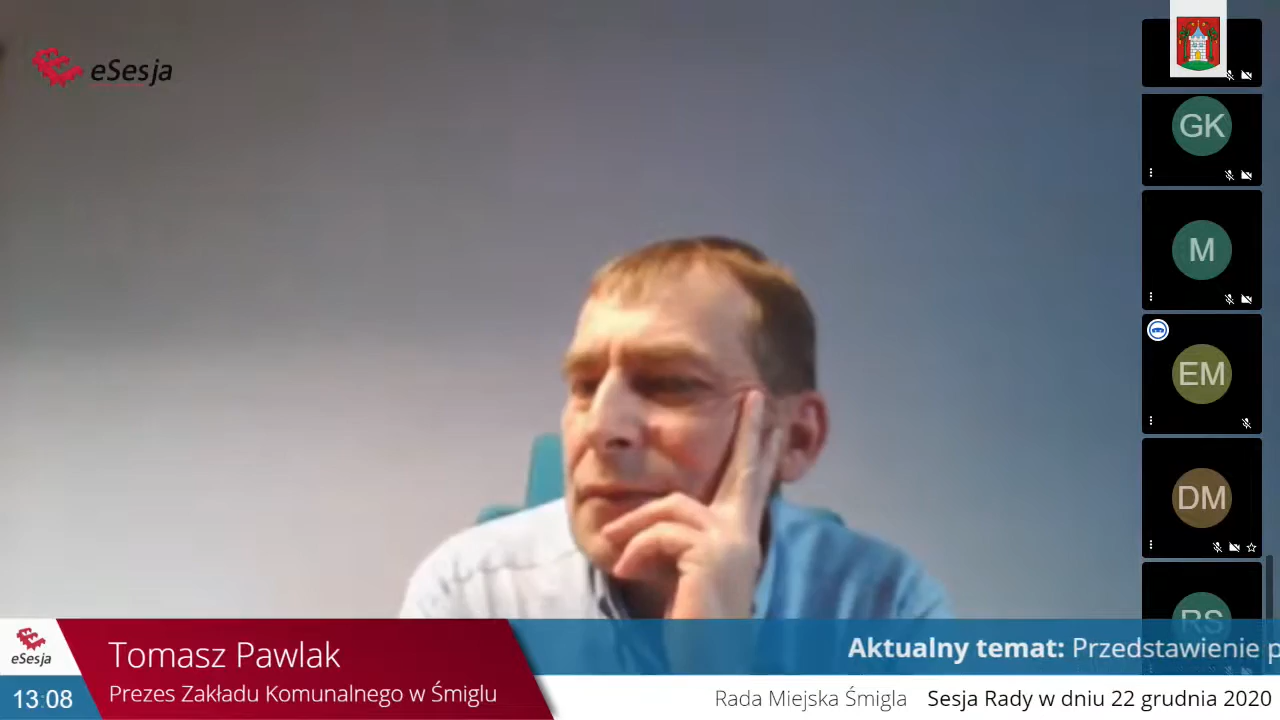 eSesja
GK
M
EM
DM
RS
eSesja
Tomasz Pawlak
Prezes Zakładu Komunalnego w Śmiglu
Aktualny temat: Przedstawienie p
13:08
Rada Miejska Śmigla
Sesja Rady w dniu 22 grudnia 2020